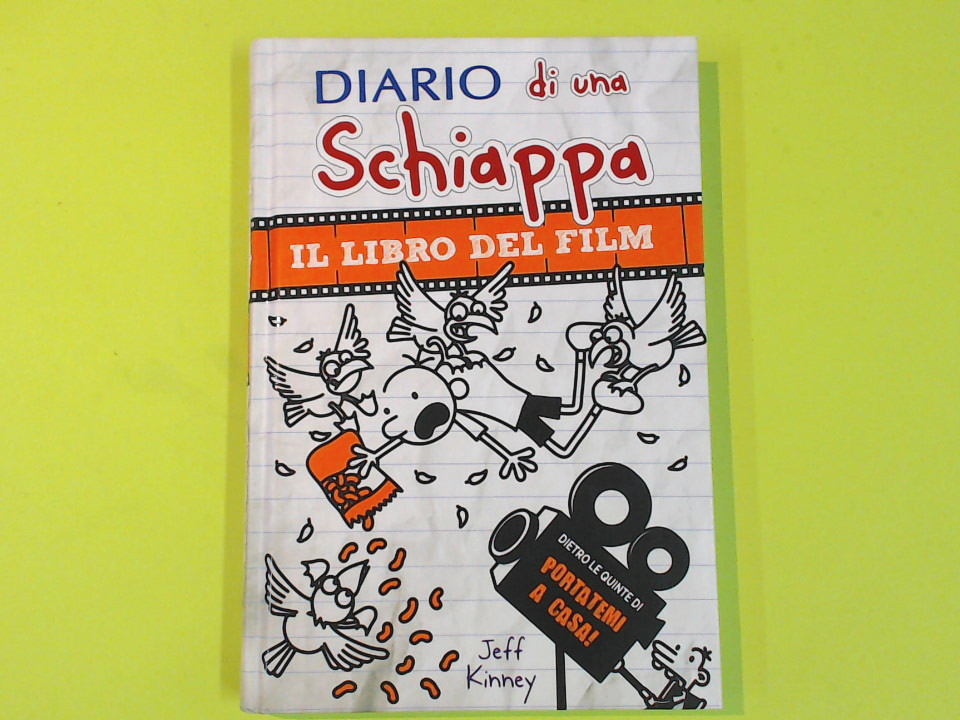 DIARIO di una
Schiappa
IL LIBRO DEL FILM
DIETRO LE QUINTE DI
PORTATEMI
A CASA!
Jeff
Kinney